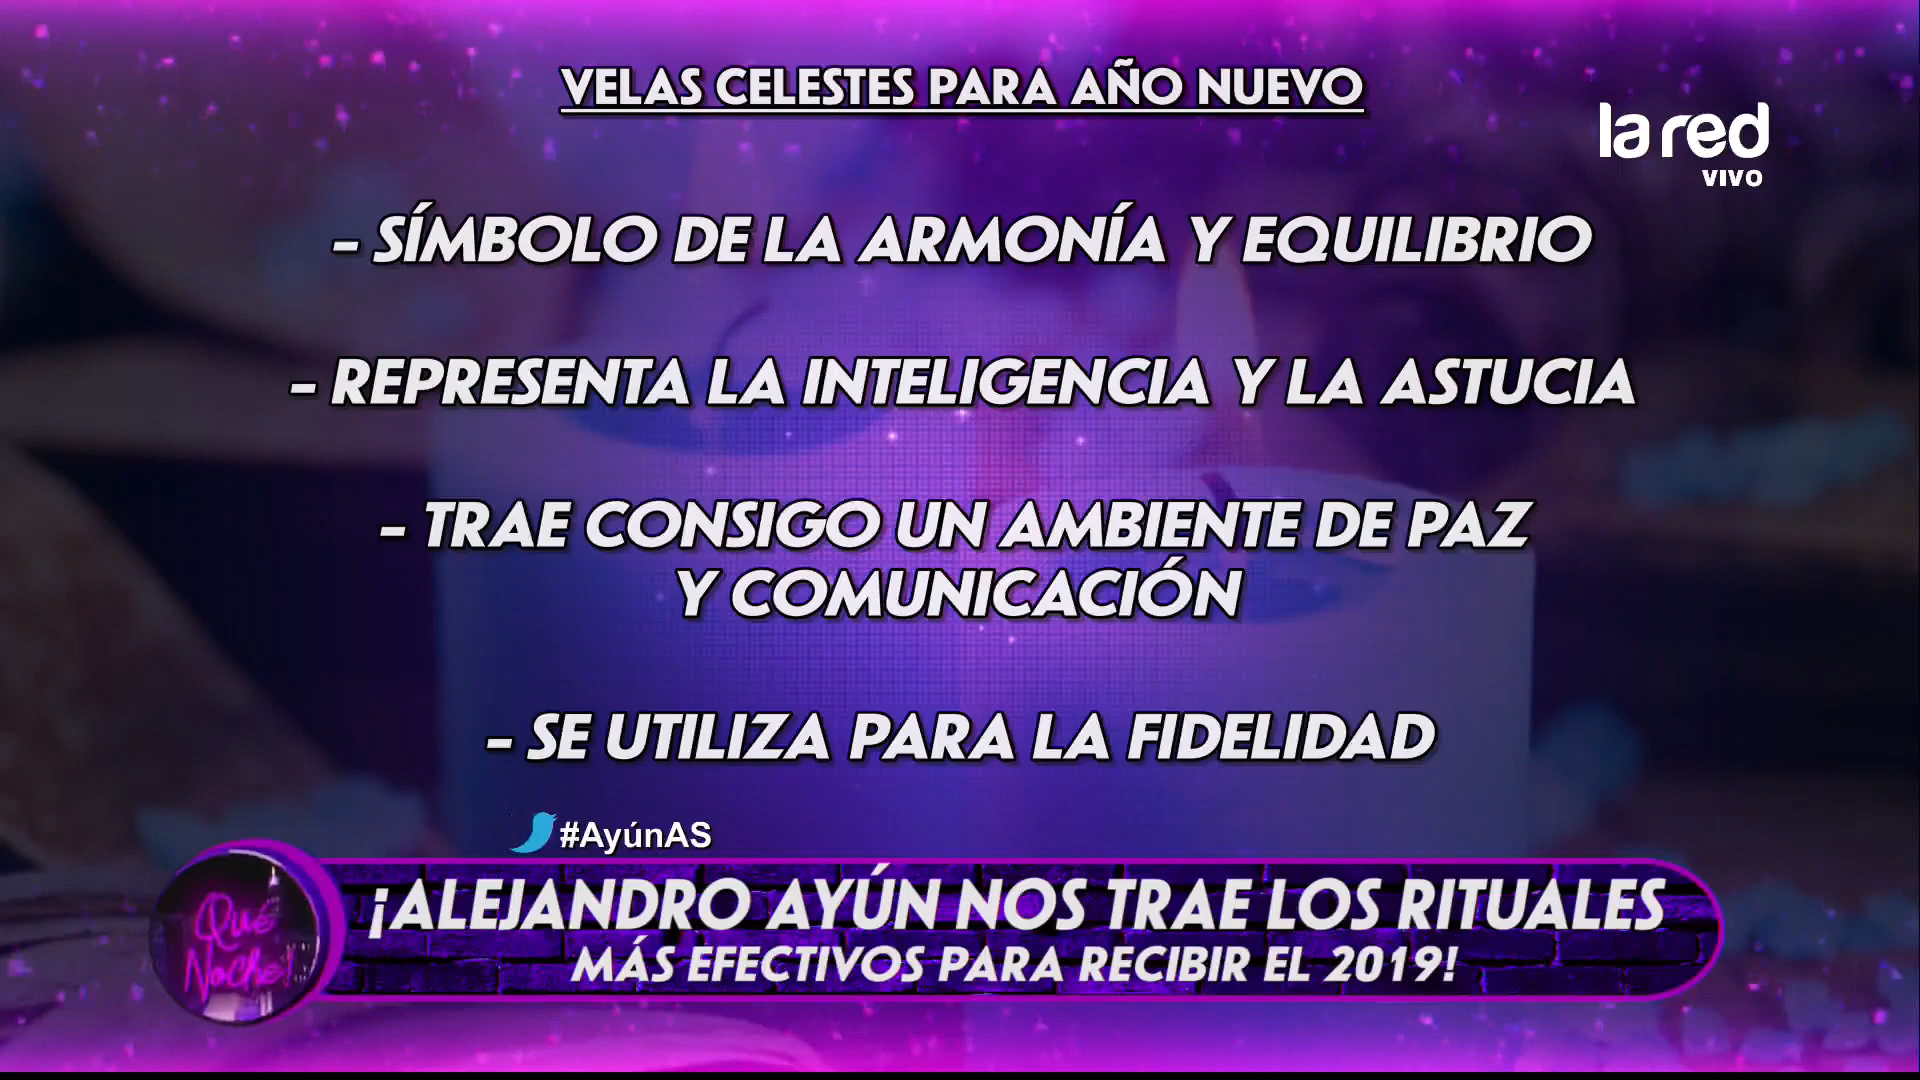 VELAS CELESTES PARA AÑO NUEVO
la red
VIVO
- SÍMBOLO DE LA ARMONÍA Y EQUILIBRIO
- REPRESENTA LA INTELIGENCIA Y LA ASTUCIA
- TRAE CONSIGO UN AMBIENTE DE PAZ
Y COMUNICACIÓN
- SE UTILIZA PARA LA FIDELIDAD
#AyúnAS
Qué
Noche!
¡ALEJANDRO AYÚN NOS TRAE LOS RITUALES
MÁS EFECTIVOS PARA RECIBIR EL 2019!